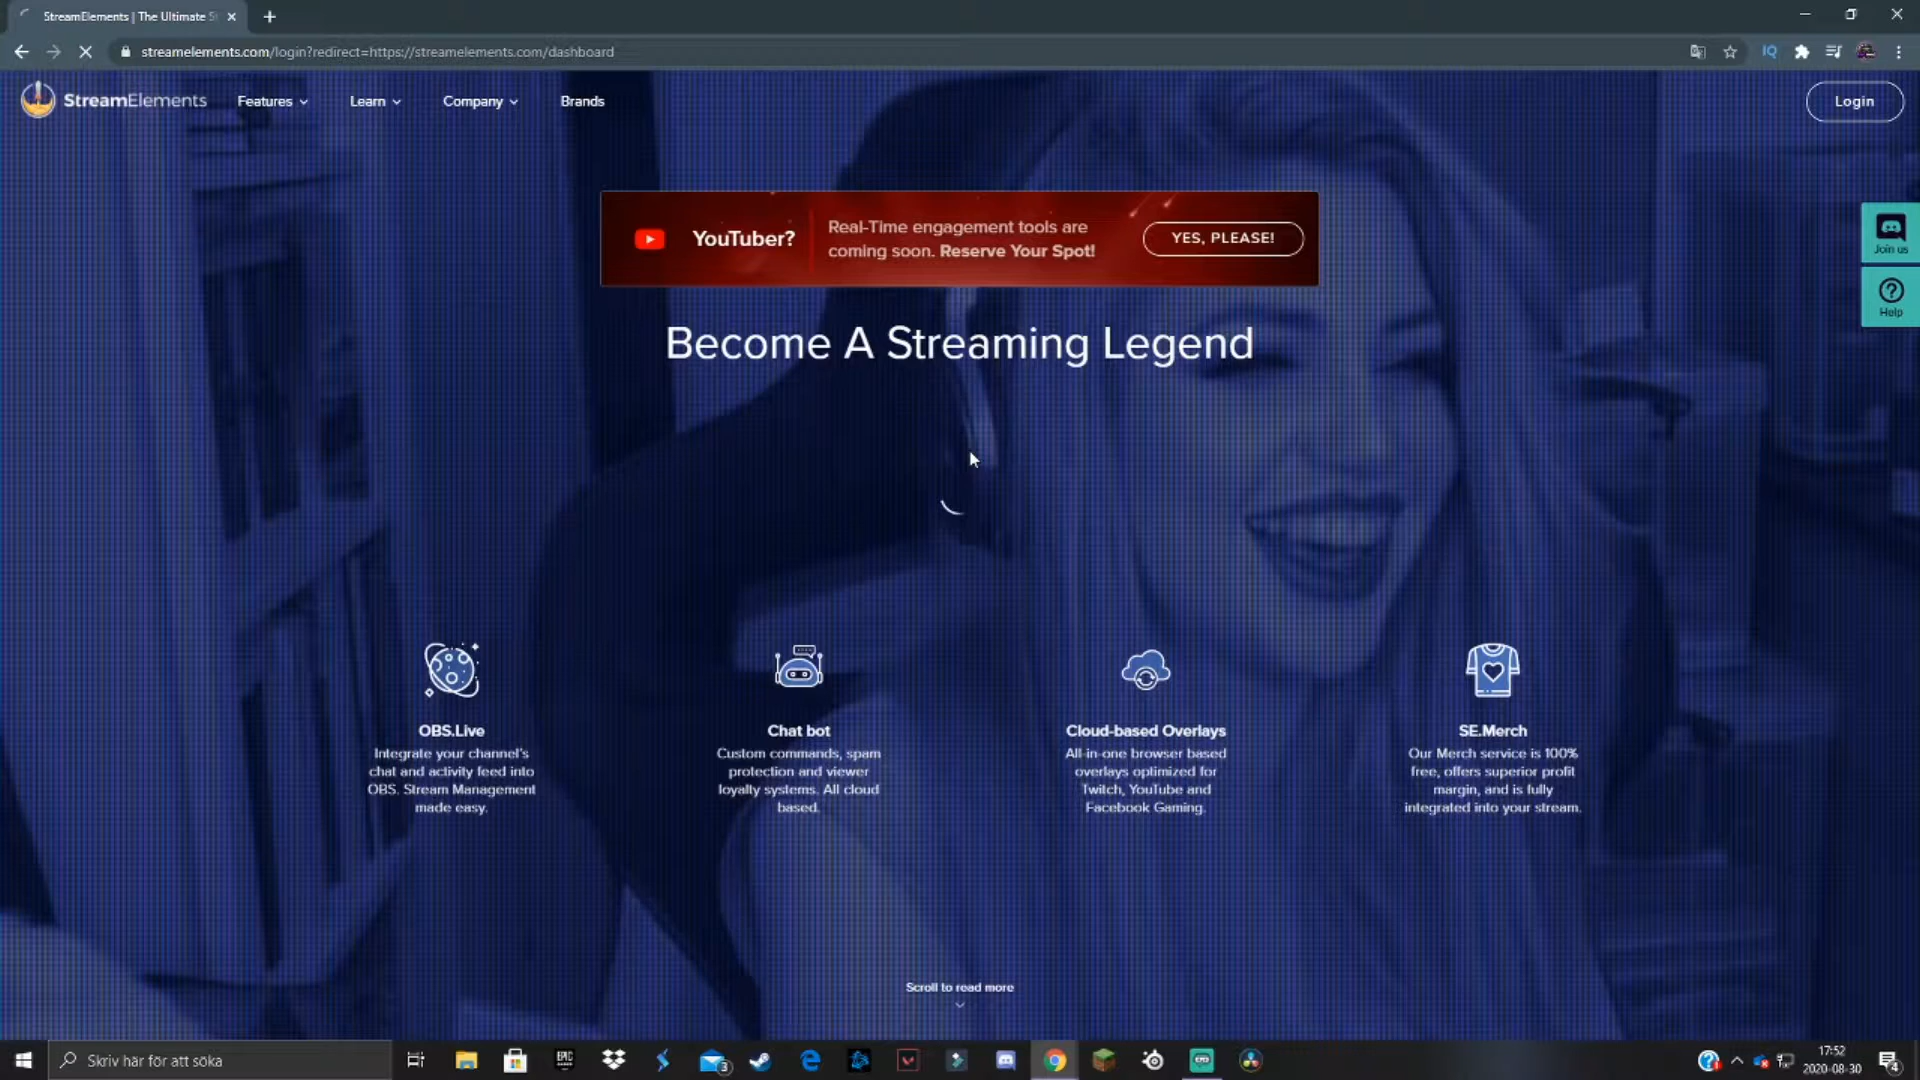 StreamElements | The Ultimate S
streamelements.com/login?redirect=https://streamelements.com/dashboard
StreamElements
Features
Learn
Company
Brands
Login
YouTuber?
Real-Time engagement tools are
coming soon. Reserve Your Spot!
YES, PLEASE!
Join us
Help
Become A Streaming Legend
OBS.Live
Integrate your channel's
chat and activity feed into
OBS. Stream Management
made easy.
Chat bot
Custom commands, spam
protection and viewer
loyalty systems. All cloud
based.
Cloud-based Overlays
All-in-one browser based
overlays optimized for
Twitch, YouTube and
Facebook Gaming.
SE.Merch
Our Merch service is 100%
free, offers superior profit
margin, and is fully
integrated into your stream.
Scroll to read more
Skriv här för att söka
EPIC
3
17:52
2020-08-30
4